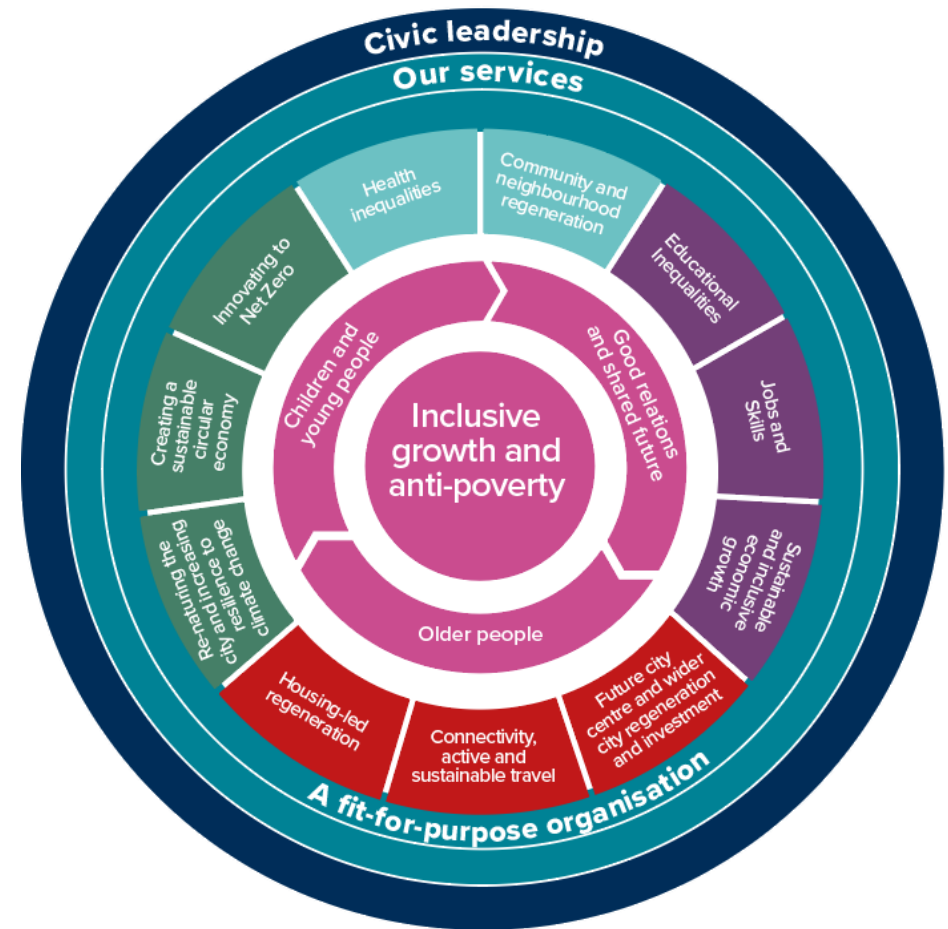 Civic leadership
Our services
Health
inequalities
Community and
neighbourhood
regeneration
Educational
Inequalities
Jobs and
Skills
Sustainable
and inclusive
economic
growth
Future city
centre and wider
city regeneration
and investment
Connectivity,
active and
sustainable travel
Housing-led
regeneration
Re-naturing the
city and increasing
resilience to
climate change
Creating a
sustainable
circular
economy
Innovating to
Net Zero
Children and
young people
Good relations
and shared future
Older people
Inclusive
growth and
anti-poverty
A fit-for-purpose organisation